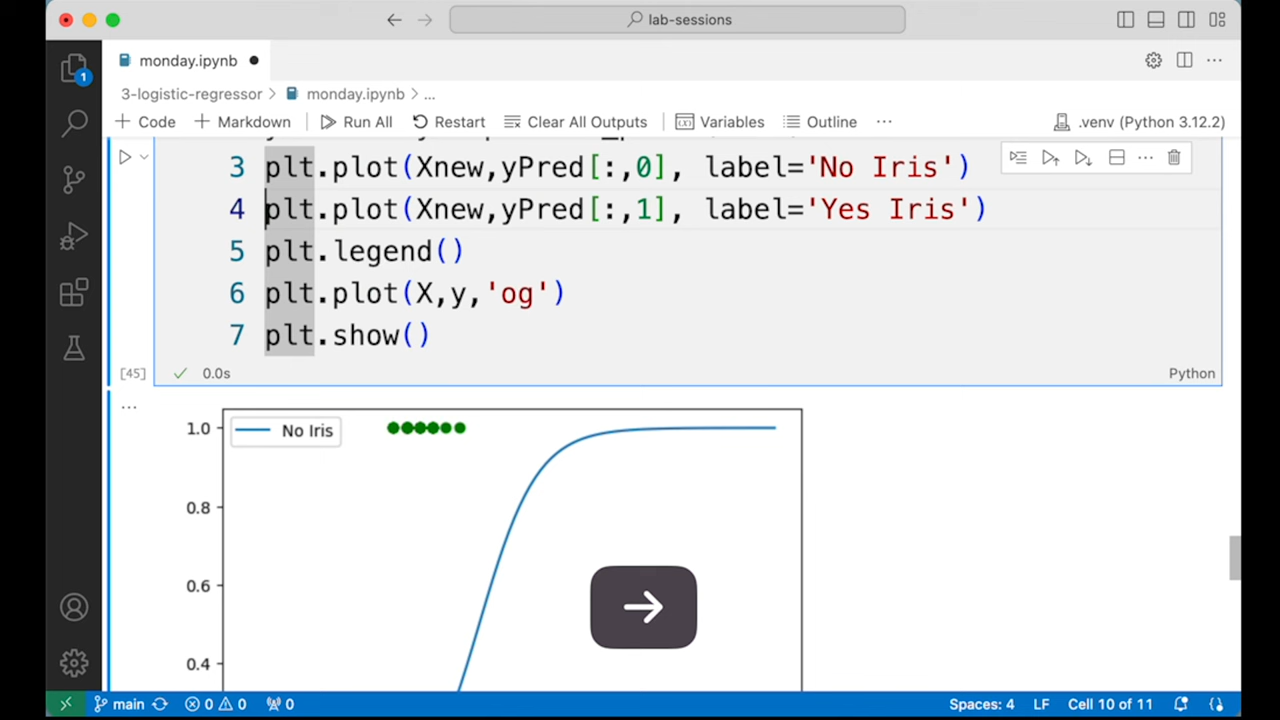 lab-sessions
monday.ipynb
3-logistic-regressor > monday.ipynb > ...
+ Code + Markdown Run All Restart Clear All Outputs Variables Outline ... .venv (Python 3.12.2)
3 plt.plot(Xnew,yPred[:,0], label='No Iris')
4 plt.plot(Xnew,yPred[:,1], label='Yes Iris')
5 plt.legend()
6 plt.plot(X,y,'og')
7 plt.show()
[45] 0.0s Python
1.0
No Iris
0.8
0.6
0.4
1
main 0 0 0 Spaces: 4 LF Cell 10 of 11